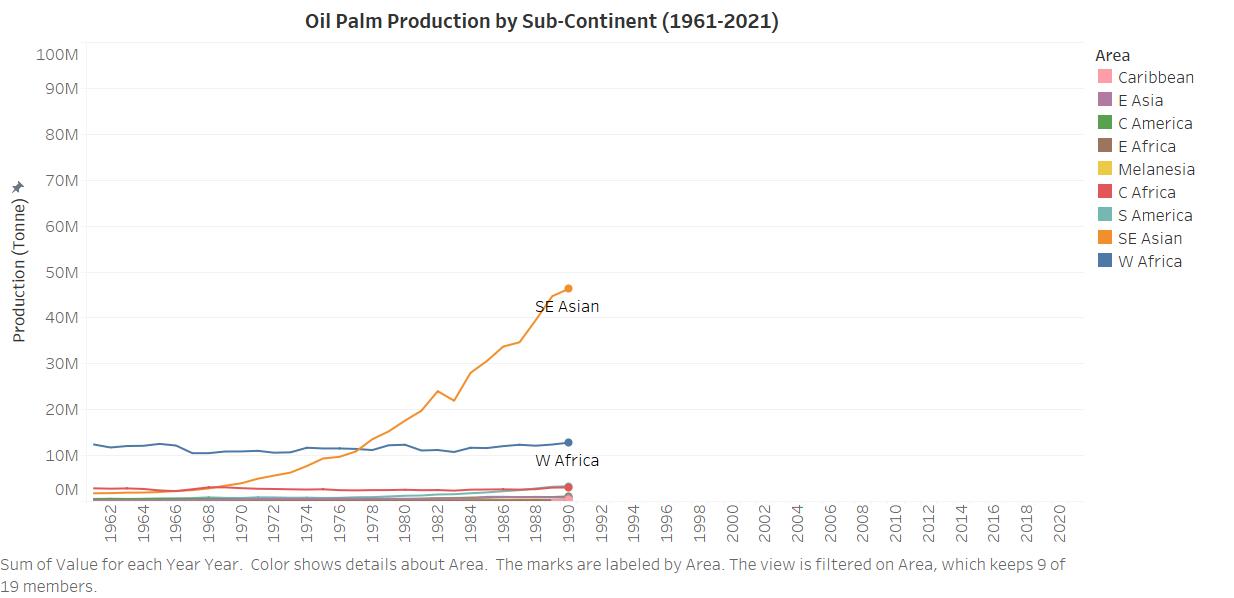 Oil Palm Production by Sub-Continent (1961-2021)
100M
90M
80M
70M
60M
50M
40M
30M
20M
10M
0M
Production (Tonne)
SE Asian
W Africa
1962 1964 1966 1968 1970 1972 1974 1976 1978 1980 1982 1984 1986 1988 1990 1992 1994 1996 1998 2000 2002 2004 2006 2008 2010 2012 2014 2016 2018 2020
Area
Caribbean
E Asia
C America
E Africa
Melanesia
C Africa
S America
SE Asian
W Africa
Sum of Value for each Year Year.  Color shows details about Area.  The marks are labeled by Area. The view is filtered on Area, which keeps 9 of
19 members.